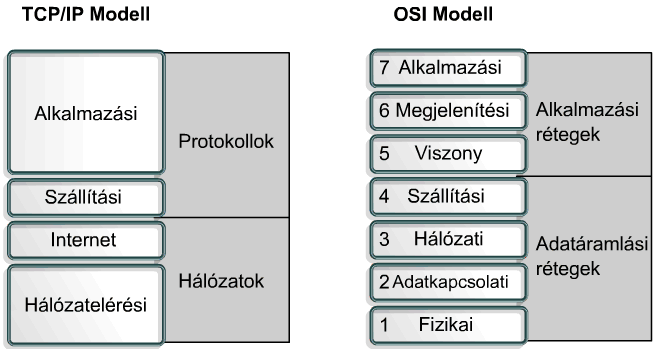 TCP/IP Modell
Alkalmazási
Szállítási
Internet
Hálózatelérési
Protokollok
Hálózatok
OSI Modell
7 Alkalmazási
6 Megjelenítési
5 Viszony
4 Szállítási
3 Hálózati
2 Adatkapcsolati
1 Fizikai
Alkalmazási
rétegek
Adatáramlási
rétegek